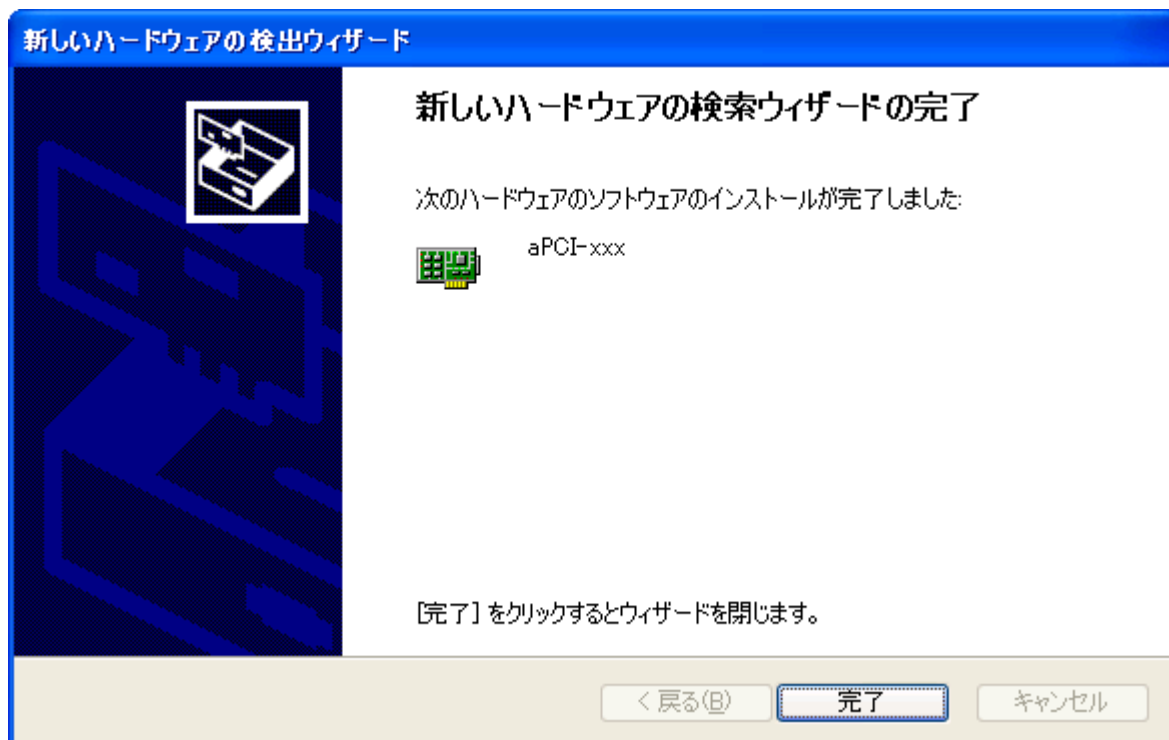 新しいハードウェアの検出ウィザード
新しいハードウェアの検索ウィザードの完了
次のハードウェアのソフトウェアのインストールが完了しました:
aPCI-xxx
[完了] をクリックするとウィザードを閉じます。
< 戻る(B)
完了
キャンセル